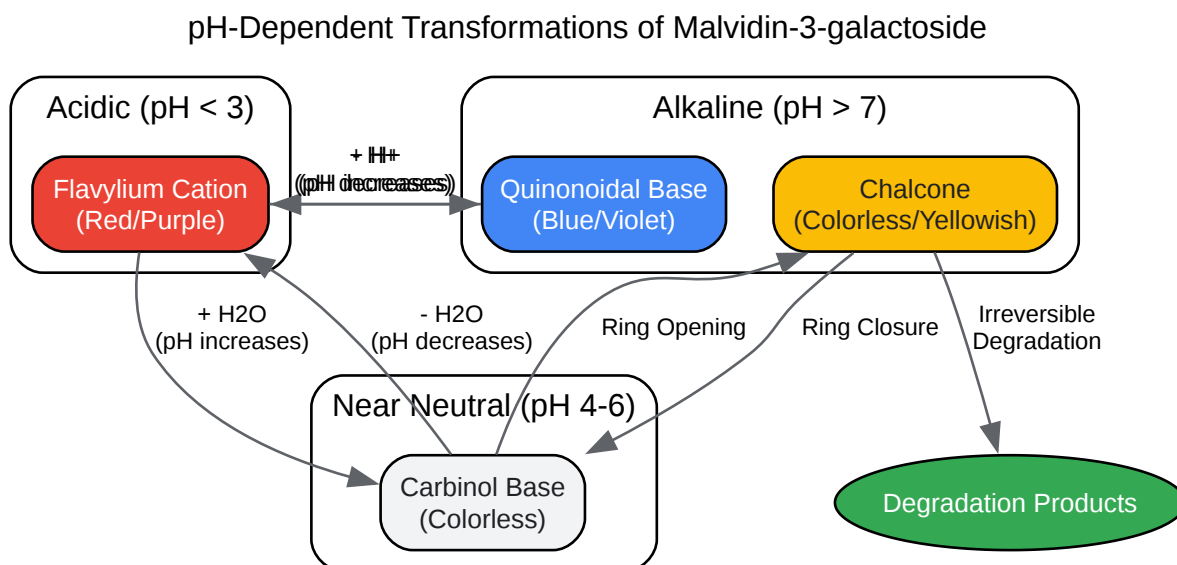 pH-Dependent Transformations of Malvidin-3-galactoside
Acidic (pH < 3)
Alkaline (pH > 7)
Flavylium Cation
(Red/Purple)
Quinonoidal Base
(Blue/Violet)
Chalcone
(Colorless/Yellowish)
+ H2O
(pH increases)
- H2O
(pH decreases)
Ring Opening
Ring Closure
Irreversible
Degradation
Near Neutral (pH 4-6)
Carbinol Base
(Colorless)
Degradation Products